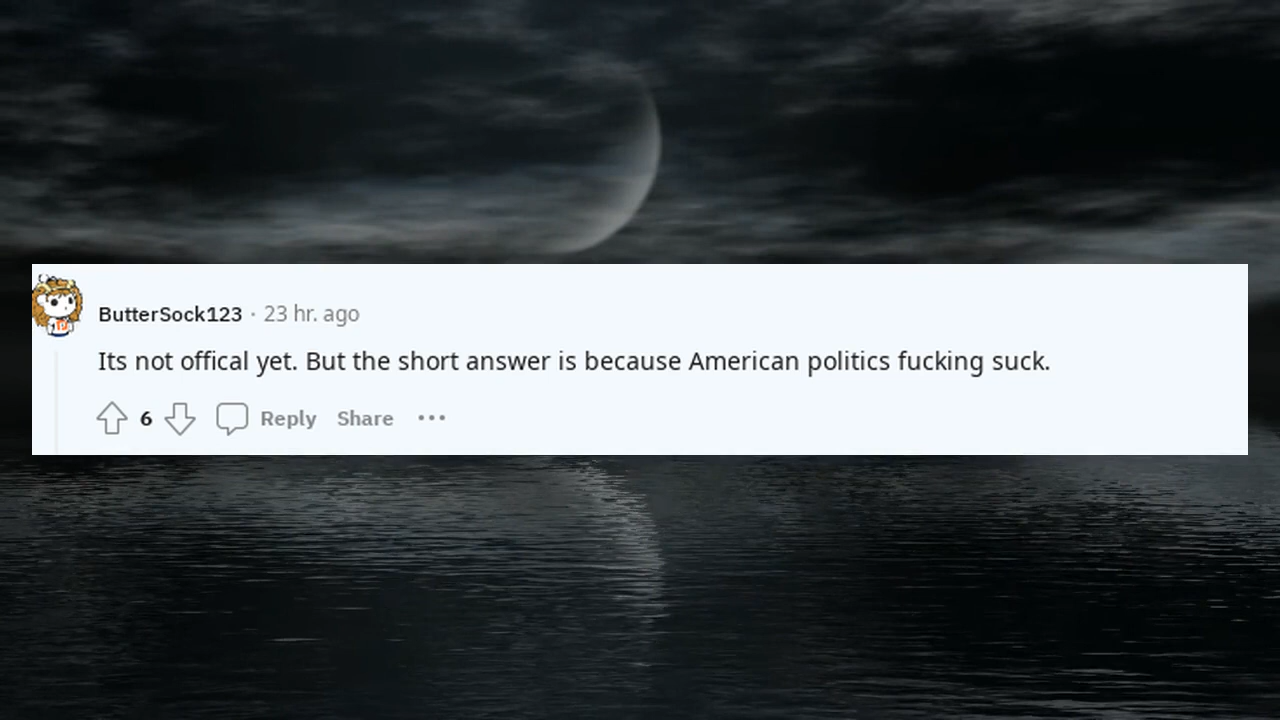 ButterSock123 · 23 hr. ago
Its not offical yet. But the short answer is because American politics fucking suck.
6 Reply Share •••